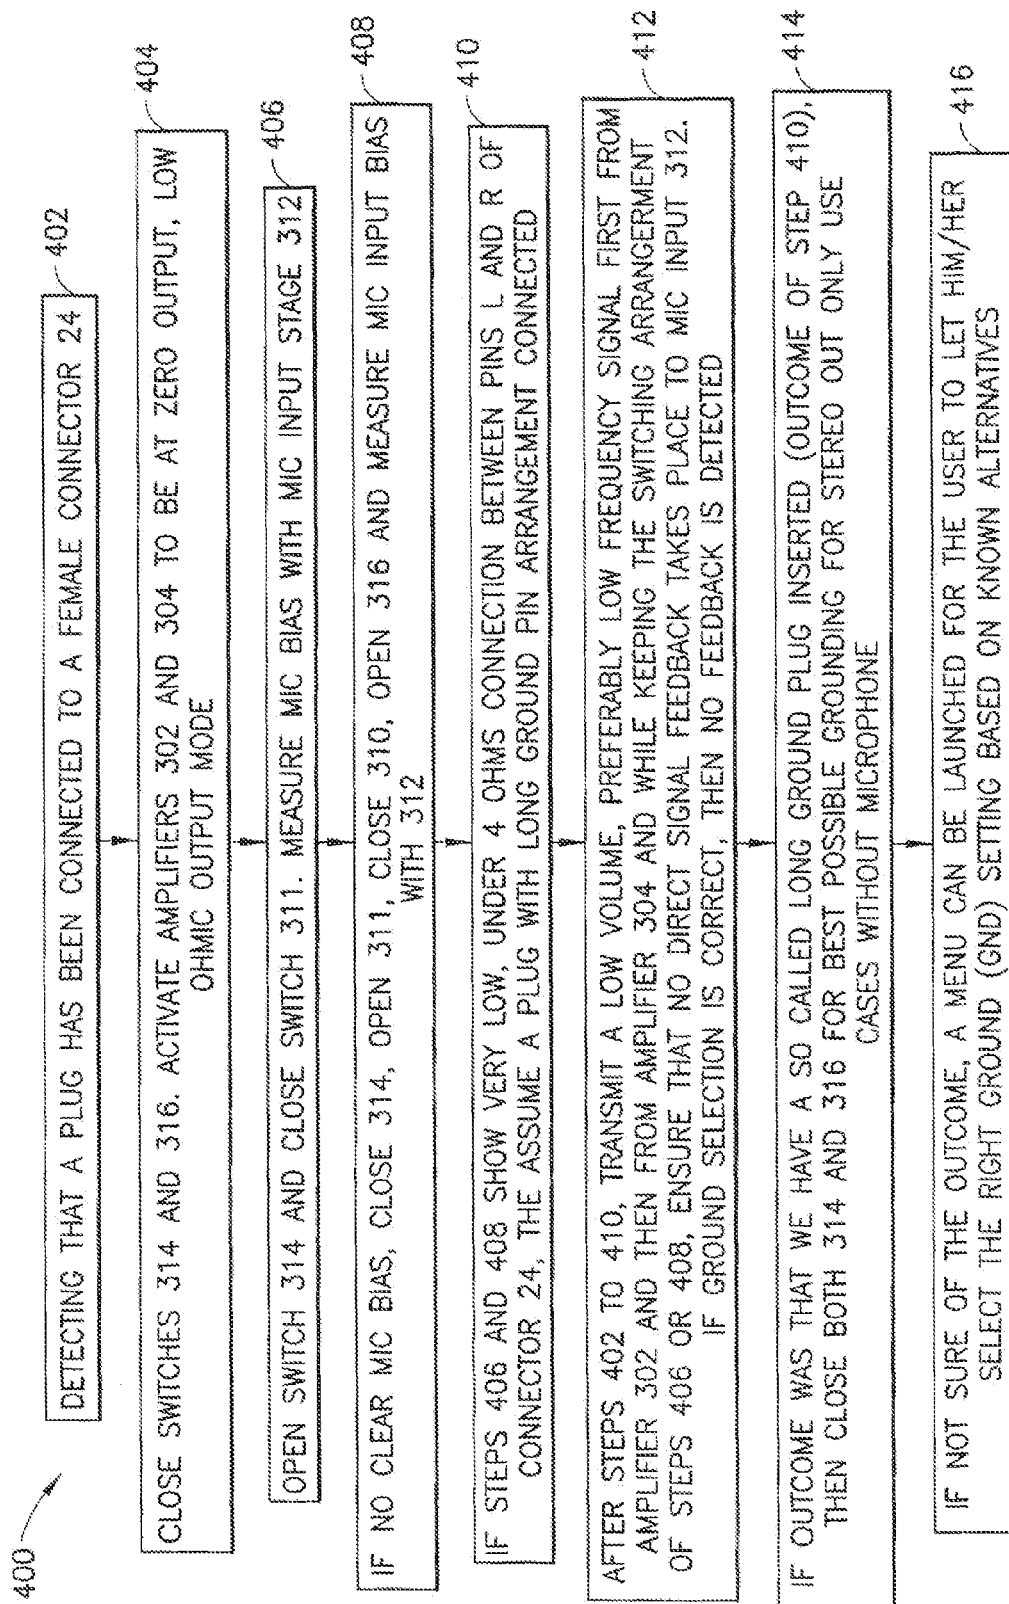 400
DETECTING THAT A PLUG HAS BEEN CONNECTED TO A FEMALE CONNECTOR 24
402
CLOSE SWITCHES 314 AND 316. ACTIVATE AMPLIFIERS 302 AND 304 TO BE AT ZERO OUTPUT, LOW
OHMIC OUTPUT MODE
404
OPEN SWITCH 314 AND CLOSE SWITCH 311. MEASURE MIC BIAS WITH MIC INPUT STAGE 312
406
IF NO CLEAR MIC BIAS, CLOSE 314, OPEN 311, CLOSE 310, OPEN 316 AND MEASURE MIC INPUT BIAS
WITH 312
408
IF STEPS 406 AND 408 SHOW VERY LOW, UNDER 4 OHMS CONNECTION BETWEEN PINS L AND R OF
CONNECTOR 24, THE ASSUME A PLUG WITH LONG GROUND PIN ARRANGEMENT CONNECTED
410
AFTER STEPS 402 TO 410, TRANSMIT A LOW VOLUME, PREFERABLY LOW FREQUENCY SIGNAL FIRST FROM
AMPLIFIER 302 AND THEN FROM AMPLIFIER 304 AND WHILE KEEPING THE SWITCHING ARRANGERMENT
OF STEPS 406 OR 408, ENSURE THAT NO DIRECT SIGNAL FEEDBACK TAKES PLACE TO MIC INPUT 312.
IF GROUND SELECTION IS CORRECT, THEN NO FEEDBACK IS DETECTED
412
IF OUTCOME WAS THAT WE HAVE A SO CALLED LONG GROUND PLUG INSERTED (OUTCOME OF STEP 410),
THEN CLOSE BOTH 314 AND 316 FOR BEST POSSIBLE GROUNDING FOR STEREO OUT ONLY USE
CASES WITHOUT MICROPHONE
414
IF NOT SURE OF THE OUTCOME, A MENU CAN BE LAUNCHED FOR THE USER TO LET HIM/HER
SELECT THE RIGHT GROUND (GND) SETTING BASED ON KNOWN ALTERNATIVES
416